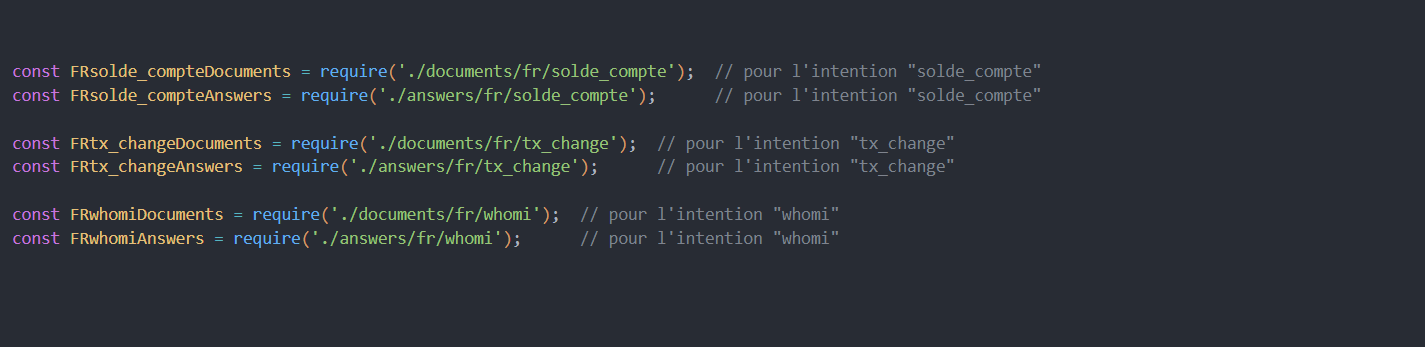 const FRsolde_compteDocuments = require('./documents/fr/solde_compte');  // pour l'intention "solde_compte"
const FRsolde_compteAnswers = require('./answers/fr/solde_compte');      // pour l'intention "solde_compte"
const FRtx_changeDocuments = require('./documents/fr/tx_change');  // pour l'intention "tx_change"
const FRtx_changeAnswers = require('./answers/fr/tx_change');      // pour l'intention "tx_change"
const FRwhomiDocuments = require('./documents/fr/whomi');  // pour l'intention "whomi"
const FRwhomiAnswers = require('./answers/fr/whomi');      // pour l'intention "whomi"